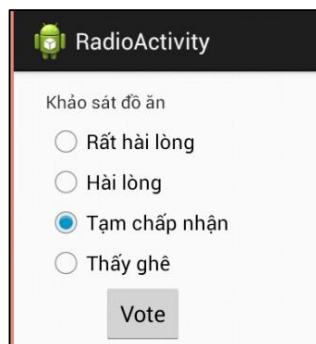 RadioActivity
Khảo sát đồ ăn
Rất hài lòng
Hài lòng
Tạm chấp nhận
Thấy ghê
Vote